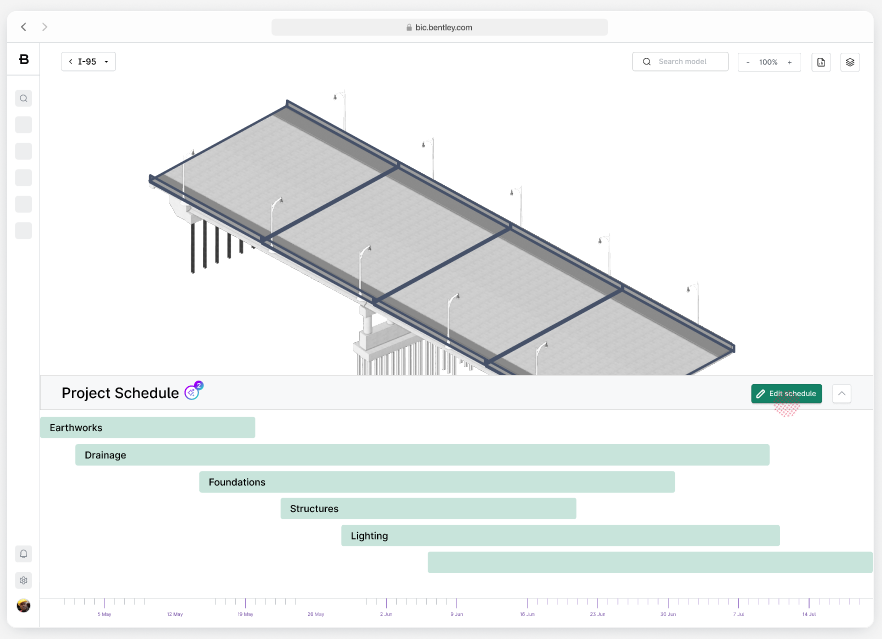 bic.bentley.com
B
I-95
Search model
- 100% +
Project Schedule
2
Edit schedule
Earthworks
Drainage
Foundations
Structures
Lighting
5 May 12 May 19 May 26 May 2 Jun 9 Jun 16 Jun 23 Jun 30 Jun 7 Jul 14 Jul